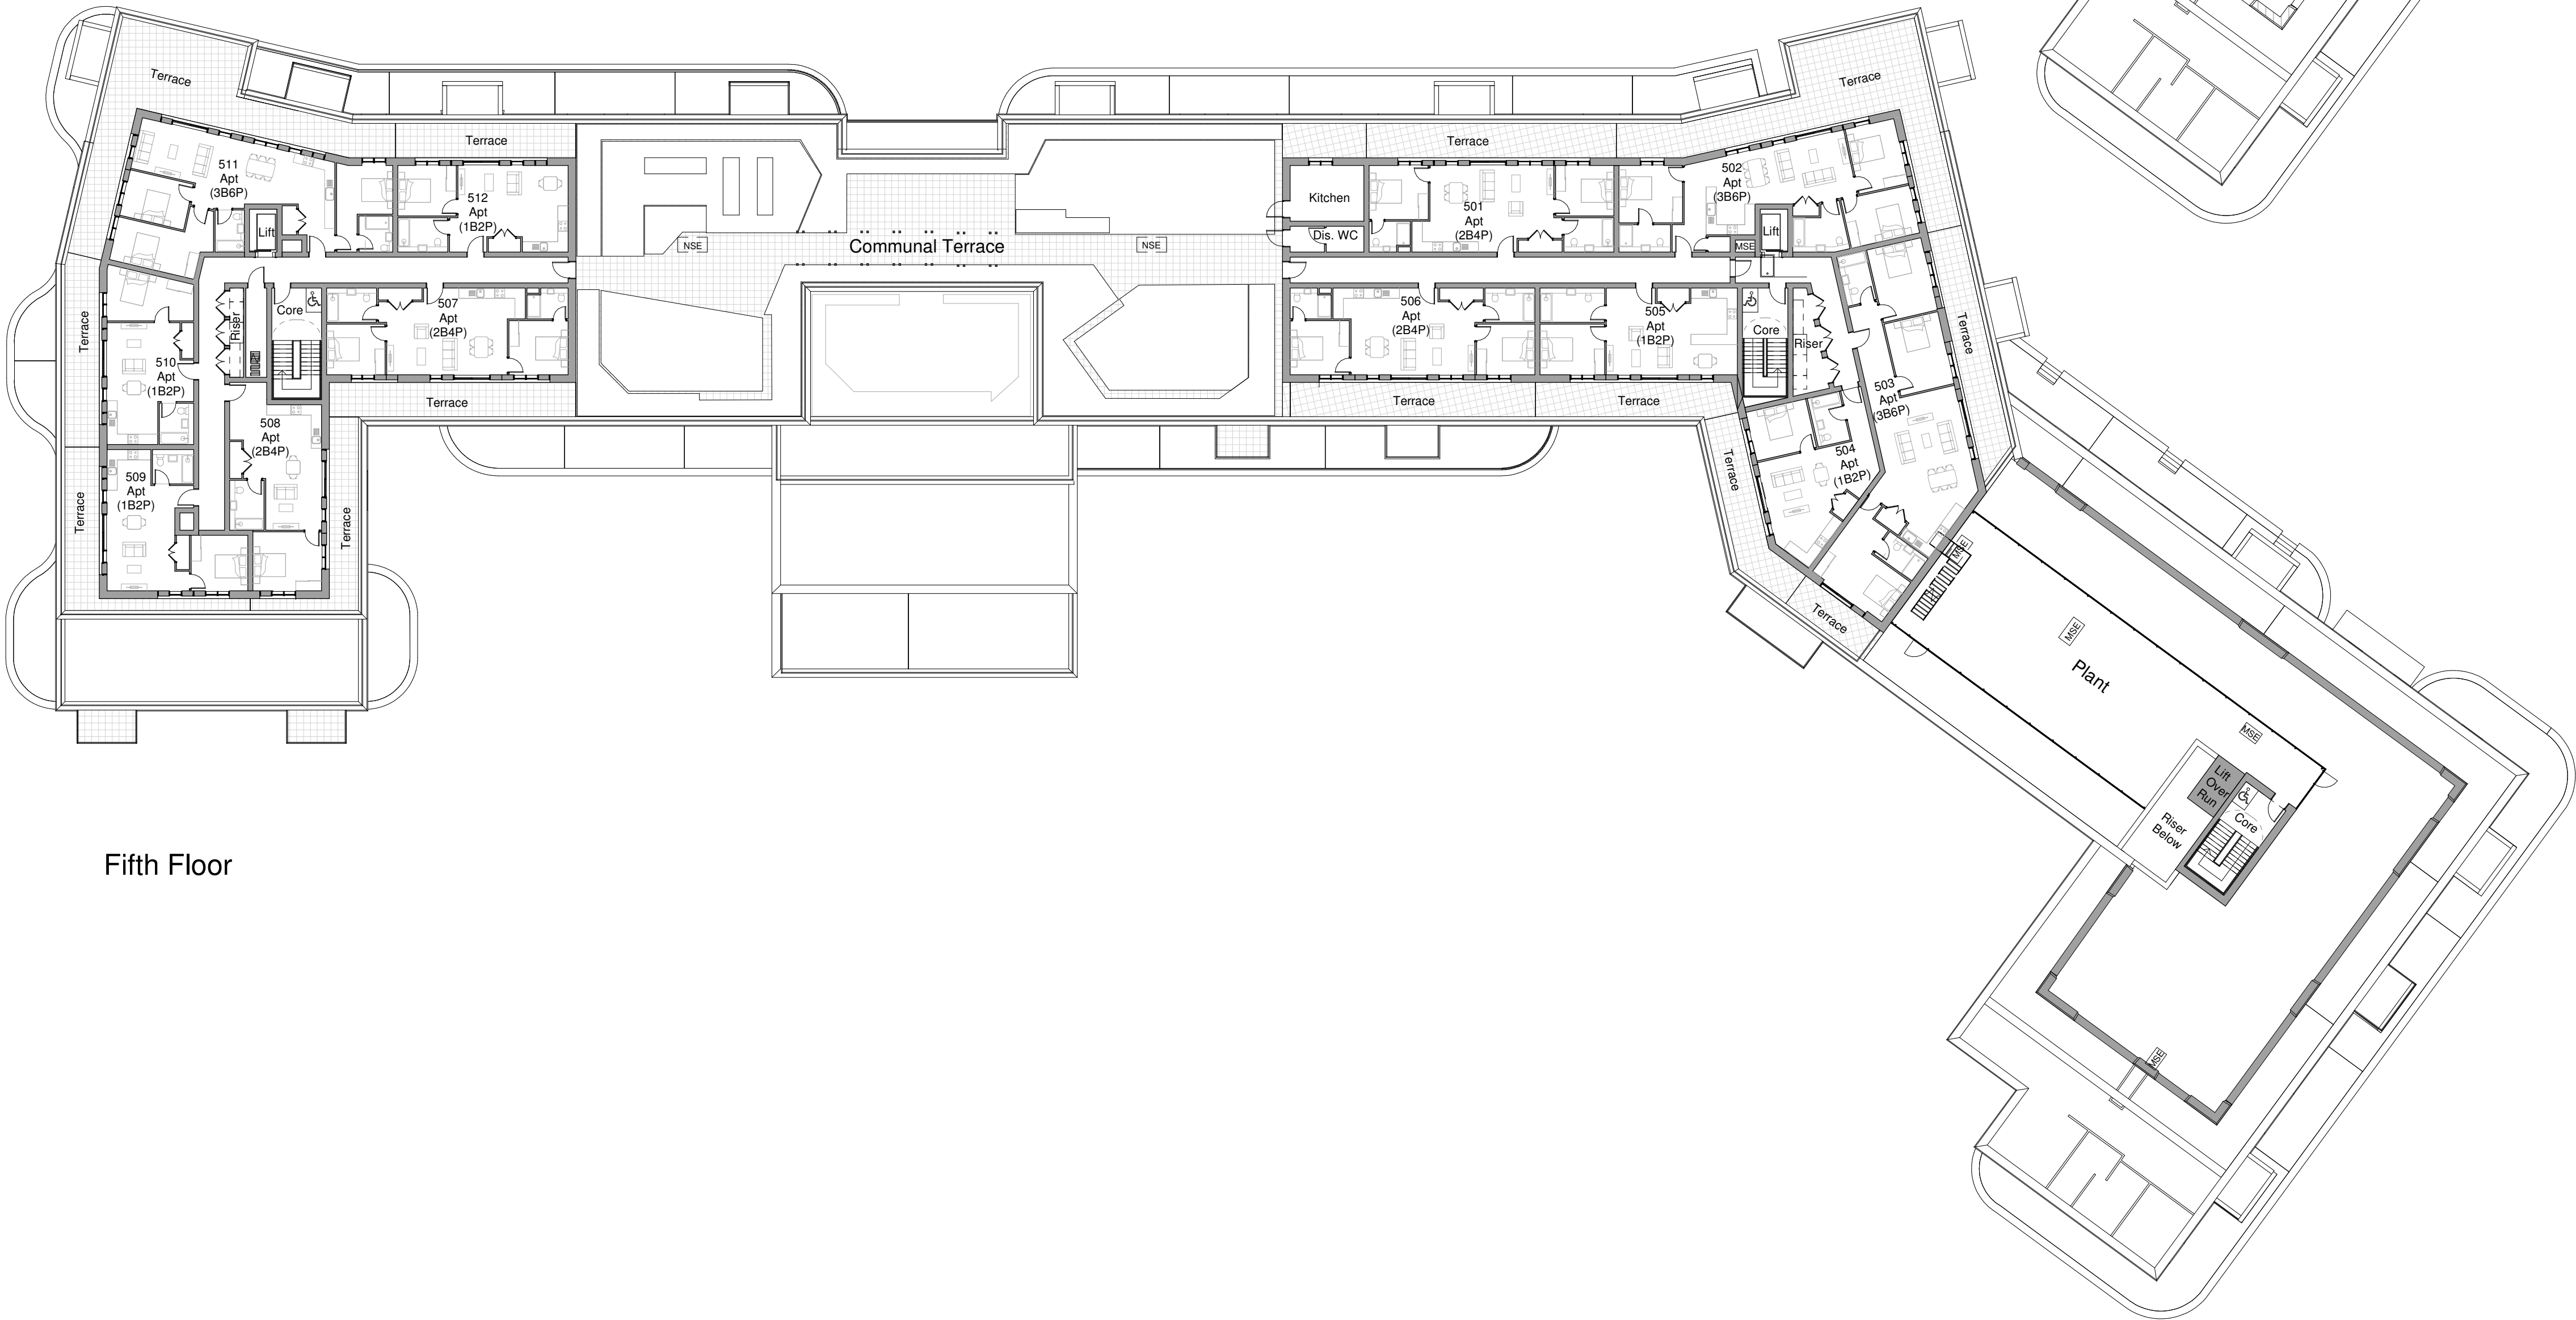 Terrace
Terrace
511
Apt
(3B6P)
512
Apt
(1B2P)
Lift
Core
Riser
507
Apt
(2B4P)
Terrace
510
Apt
(1B2P)
Terrace
508
Apt
(2B4P)
509
Apt
(1B2P)
Terrace
Terrace
NSE
Communal Terrace
NSE
Terrace
Terrace
Kitchen
Dis. WC
501
Apt
(2B4P)
502
Apt
(3B6P)
Lift
MSE
506
Apt
(2B4P)
505
Apt
(1B2P)
Core
Riser
Terrace
Terrace
Terrace
503
Apt
(3B6P)
504
Apt
(1B2P)
Terrace
Terrace
MSE
MSE
Plant
MSE
Lift
Over
Run
Core
Riser
Below
MSE
Fifth Floor